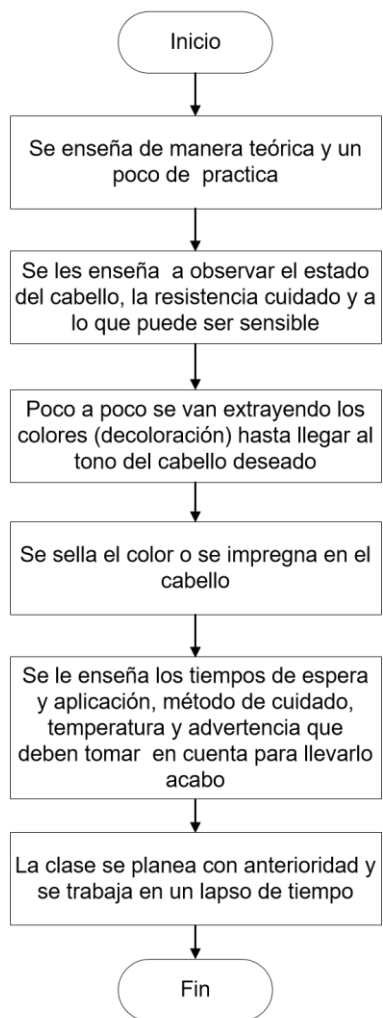 Inicio
Se enseña de manera teórica y un
poco de practica
Se les enseña a observar el estado
del cabello, la resistencia cuidado y a
lo que puede ser sensible
Poco a poco se van extrayendo los
colores (decoloración) hasta llegar al
tono del cabello deseado
Se sella el color o se impregna en el
cabello
Se le enseña los tiempos de espera
y aplicación, método de cuidado,
temperatura y advertencia que
deben tomar en cuenta para llevarlo
acabo
La clase se planea con anterioridad y
se trabaja en un lapso de tiempo
Fin